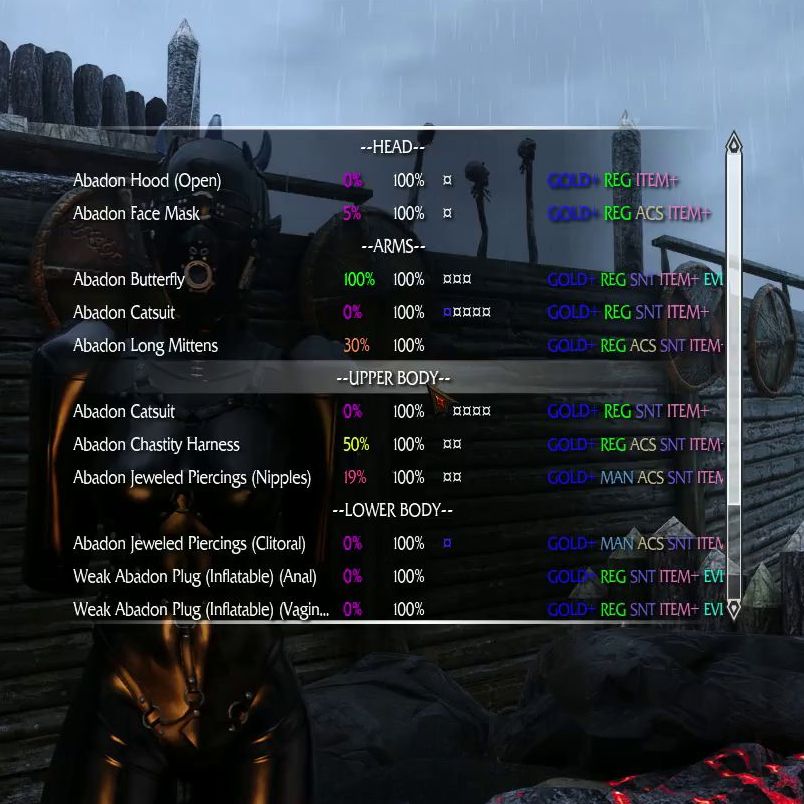 --HEAD--
Abadon Hood (Open) 0% 100% ¤ GOLD+ REG ITEM+
Abadon Face Mask 5% 100% ¤ GOLD+ REG ACS ITEM+
--ARMS--
Abadon Butterfly 100% 100% ¤¤¤ GOLD+ REG SNT ITEM+ EVI
Abadon Catsuit 0% 100% ¤¤¤¤¤ GOLD+ REG SNT ITEM+
Abadon Long Mittens 30% 100% GOLD+ REG ACS SNT ITEM
--UPPER BODY--
Abadon Catsuit 0% 100% ¤¤¤¤ GOLD+ REG SNT ITEM+
Abadon Chastity Harness 50% 100% ¤¤ GOLD+ REG ACS SNT ITEM
Abadon Jeweled Piercings (Nipples) 19% 100% ¤¤ GOLD+ MAN ACS SNT ITEM
--LOWER BODY--
Abadon Jeweled Piercings (Clitoral) 0% 100% ¤ GOLD+ MAN ACS SNT ITEM
Weak Abadon Plug (Inflatable) (Anal) 0% 100% GOLD+ REG SNT ITEM+ EVI
Weak Abadon Plug (Inflatable) (Vagin... 0% 100% GOLD+ REG SNT ITEM+ EVI